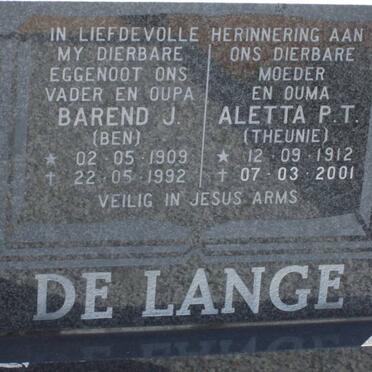 IN LIEFDEVOLLE HERINNERING AAN
MY DIERBARE
EGGENOOT ONS
VADER EN OUPA
BAREND J.
(BEN)
★ 02·05·1909
✝ 22·05·1992
ONS DIERBARE
MOEDER
EN OUMA
ALETTA P.T.
(THEUNIE)
★ 12·09·1912
✝ 07·03·2001
VEILIG IN JESUS ARMS
DE LANGE